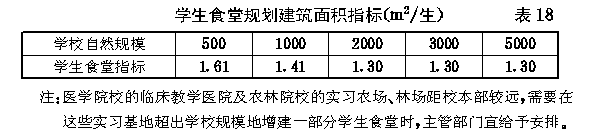 学生食堂规划建筑面积指标(m²/生) 表18
学校自然规模 500 1000 2000 3000 5000
学生食堂指标 1.61 1.41 1.30 1.30 1.30
注:医学院校的临床教学医院及农林院校的实习农场、林场距校本部较远,需要在
这些实习基地超出学校规模地增建一部分学生食堂时,主管部门宜给予安排。